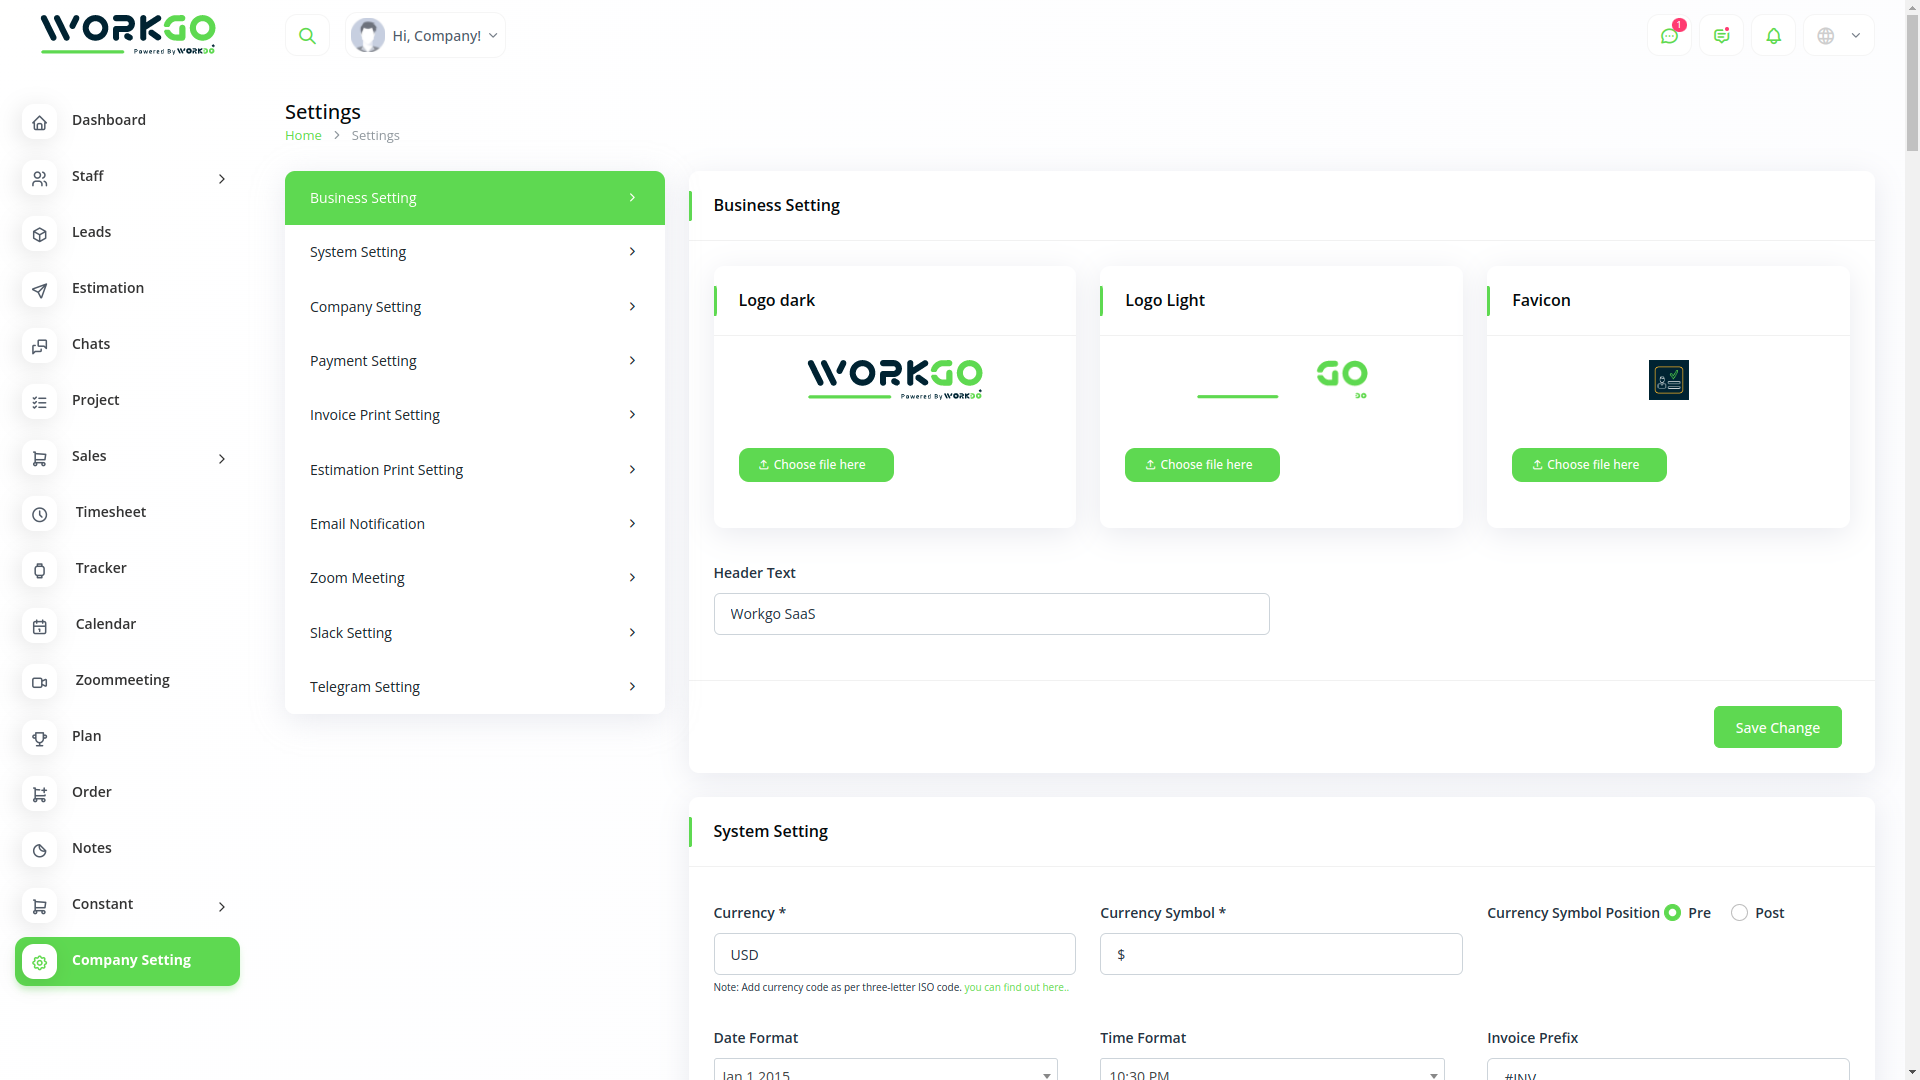 WORKGO
Powered By WORKGO
Hi, Company!
1
Dashboard
Staff
Leads
Estimation
Chats
Project
Sales
Timesheet
Tracker
Calendar
Zoommeeting
Plan
Order
Notes
Constant
Company Setting
Settings
Home > Settings
Business Setting
System Setting
Company Setting
Payment Setting
Invoice Print Setting
Estimation Print Setting
Email Notification
Zoom Meeting
Slack Setting
Telegram Setting
Business Setting
Logo dark
WORKGO
Powered By WORKGO
Choose file here
Logo Light
GO
GO
Choose file here
Favicon
Choose file here
Header Text
Workgo SaaS
Save Change
System Setting
Currency *
USD
Note: Add currency code as per three-letter ISO code. you can find out here..
Currency Symbol *
$
Currency Symbol Position Pre Post
Date Format
Jan 1,2015
Time Format
10:30 PM
Invoice Prefix
#INV